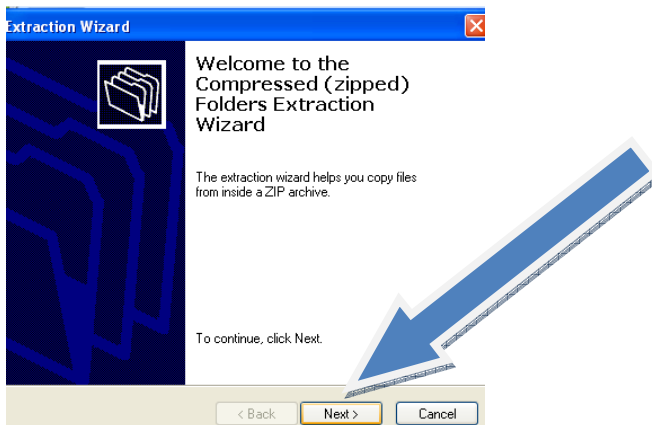 Extraction Wizard
Welcome to the
Compressed (zipped)
Folders Extraction
Wizard
The extraction wizard helps you copy files
from inside a ZIP archive.
To continue, click Next.
< Back Next > Cancel